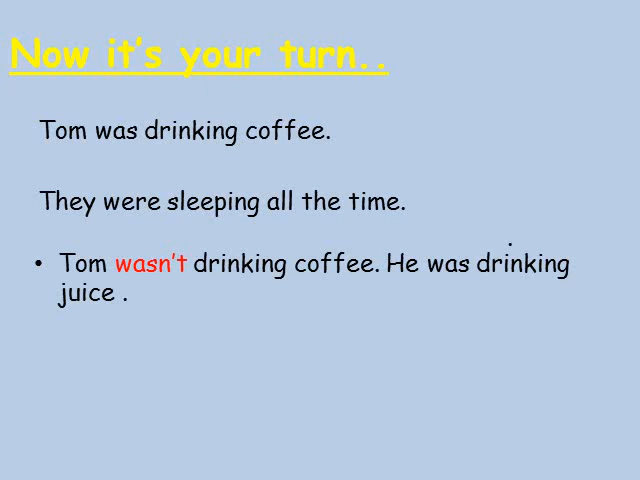 Now it's your turn..
Tom was drinking coffee.
They were sleeping all the time.
.
• Tom wasn't drinking coffee. He was drinking
juice .